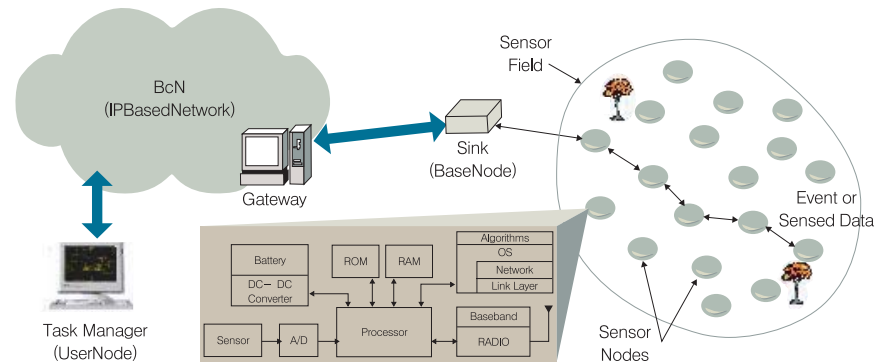 BcN
(IPBasedNetwork)
Gateway
Task Manager
(UserNode)
Sink
(BaseNode)
Sensor
Field
Event or
Sensed Data
Sensor
Nodes
Battery
DC- DC
Converter
ROM
RAM
Algorithms
OS
Network
Link Layer
Sensor
A/D
Processor
Baseband
RADIO